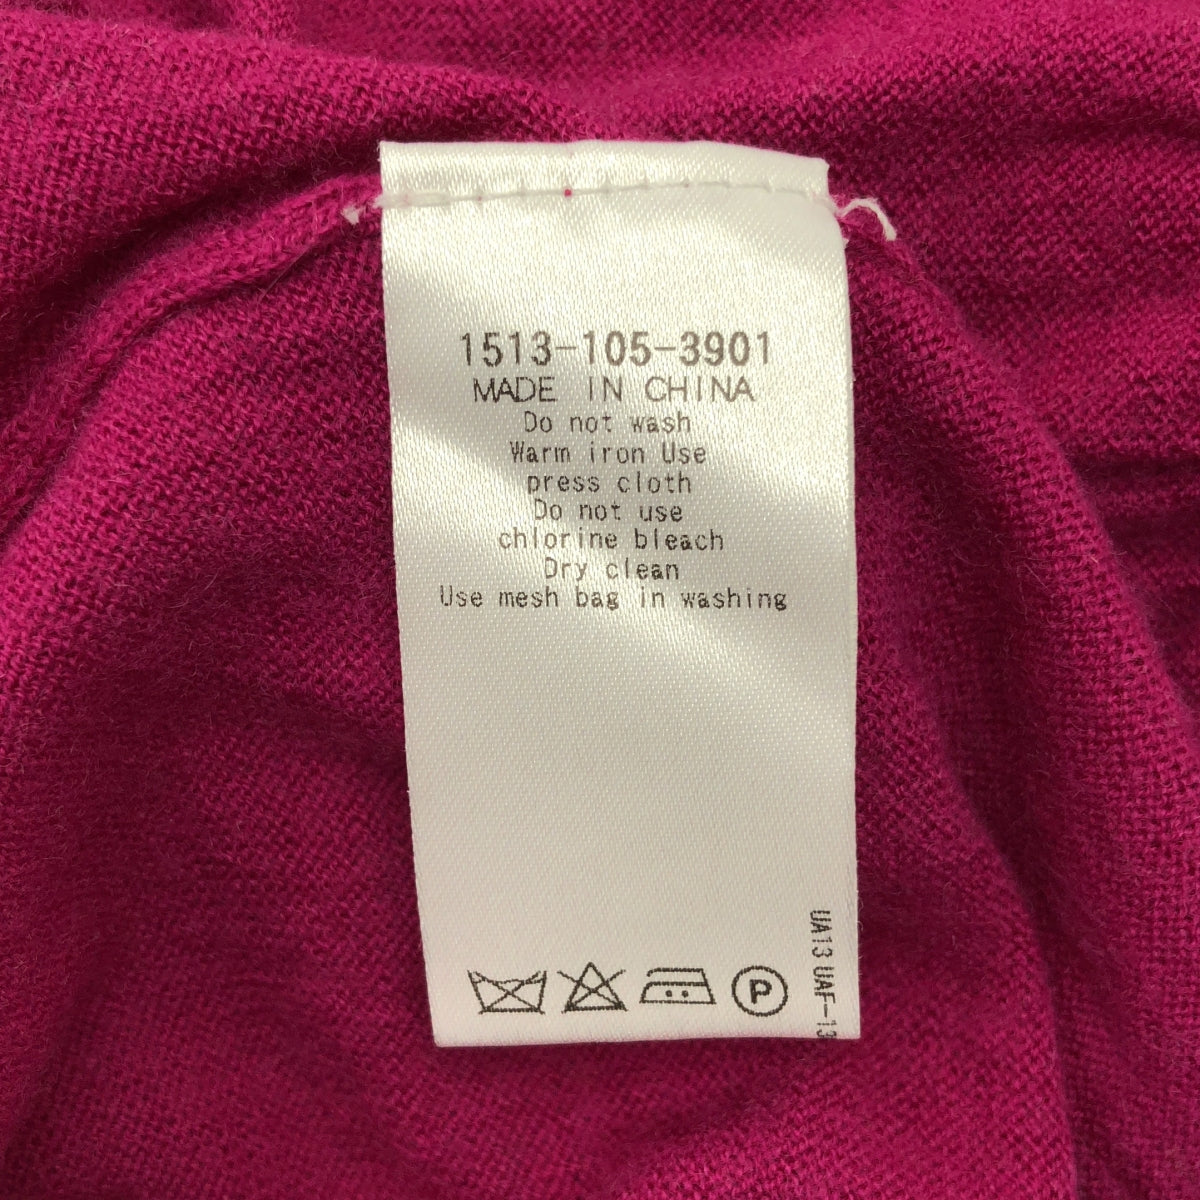 1513-105-3901
MADE IN CHINA
Do not wash
Warm iron Use
press cloth
Do not use
chlorine bleach
Dry clean
Use mesh bag in washing
P
UA13 UAF-13